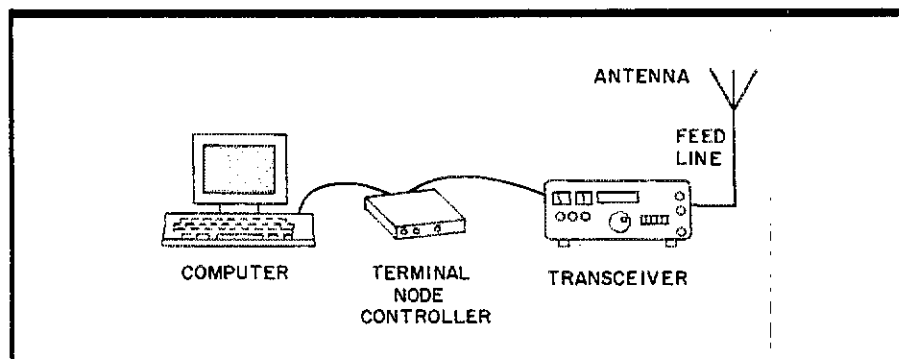 ANTENNA
FEED
LINE
COMPUTER
TERMINAL
NODE
CONTROLLER
TRANSCEIVER